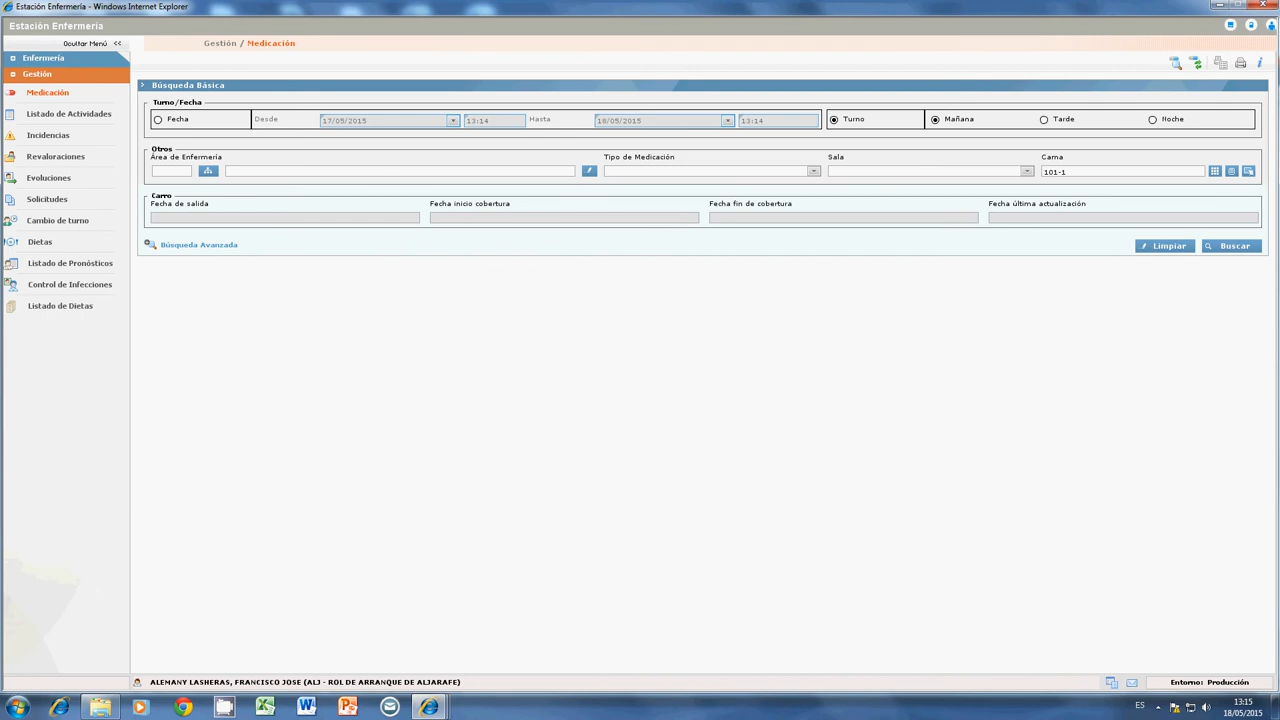 Estación Enfermería - Windows Internet Explorer
Estación Enfermería
Ocultar Menú <<
Gestión / Medicación
Enfermería
Gestión
Medicación
Listado de Actividades
Incidencias
Revaloraciones
Evoluciones
Solicitudes
Cambio de turno
Dietas
Listado de Pronósticos
Control de Infecciones
Listado de Dietas
Búsqueda Básica
Turno/Fecha
Fecha Desde 17/05/2015 13:14 Hasta 18/05/2015 13:14 Turno Mañana Tarde Noche
Otros
Área de Enfermería Tipo de Medicación Sala Cama
101-1
Carro
Fecha de salida Fecha inicio cobertura Fecha fin de cobertura Fecha última actualización
Búsqueda Avanzada Limpiar Buscar
ALEMANY LASHERAS, FRANCISCO JOSE (ALJ - ROL DE ARRANQUE DE ALJARAFE) Entorno: Producción
ES 13:15
18/05/2015